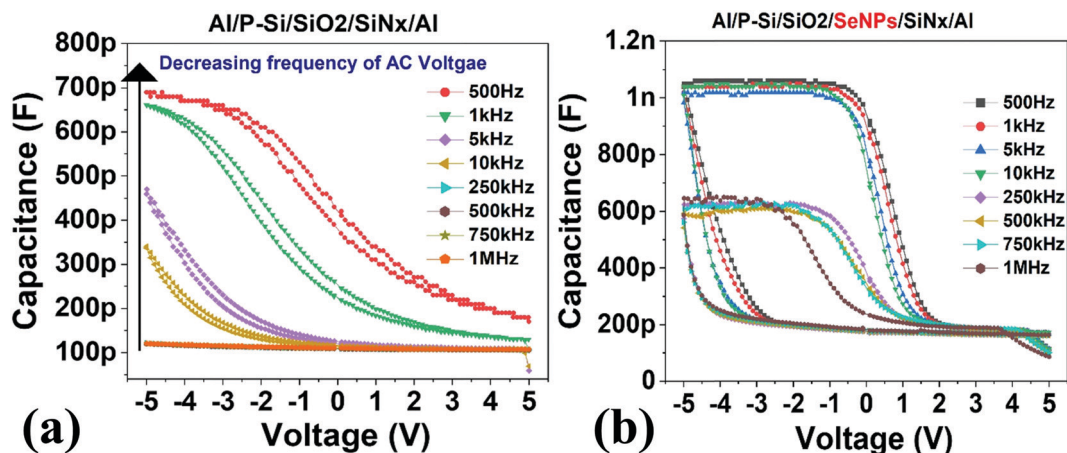 Al/P-Si/SiO2/SiNx/Al
800p
700p
600p
500p
400p
300p
200p
100p
Capacitance (F)
Decreasing frequency of AC Voltgae
500Hz
1kHz
5kHz
10kHz
250kHz
500kHz
750kHz
1MHz
-5 -4 -3 -2 -1 0 1 2 3 4 5
Voltage (V)
(a)
Al/P-Si/SiO2/SeNPs/SiNx/Al
1.2n
1n
800p
600p
400p
200p
0
Capacitance (F)
500Hz
1kHz
5kHz
10kHz
250kHz
500kHz
750kHz
1MHz
-5 -4 -3 -2 -1 0 1 2 3 4 5
Voltage (V)
(b)